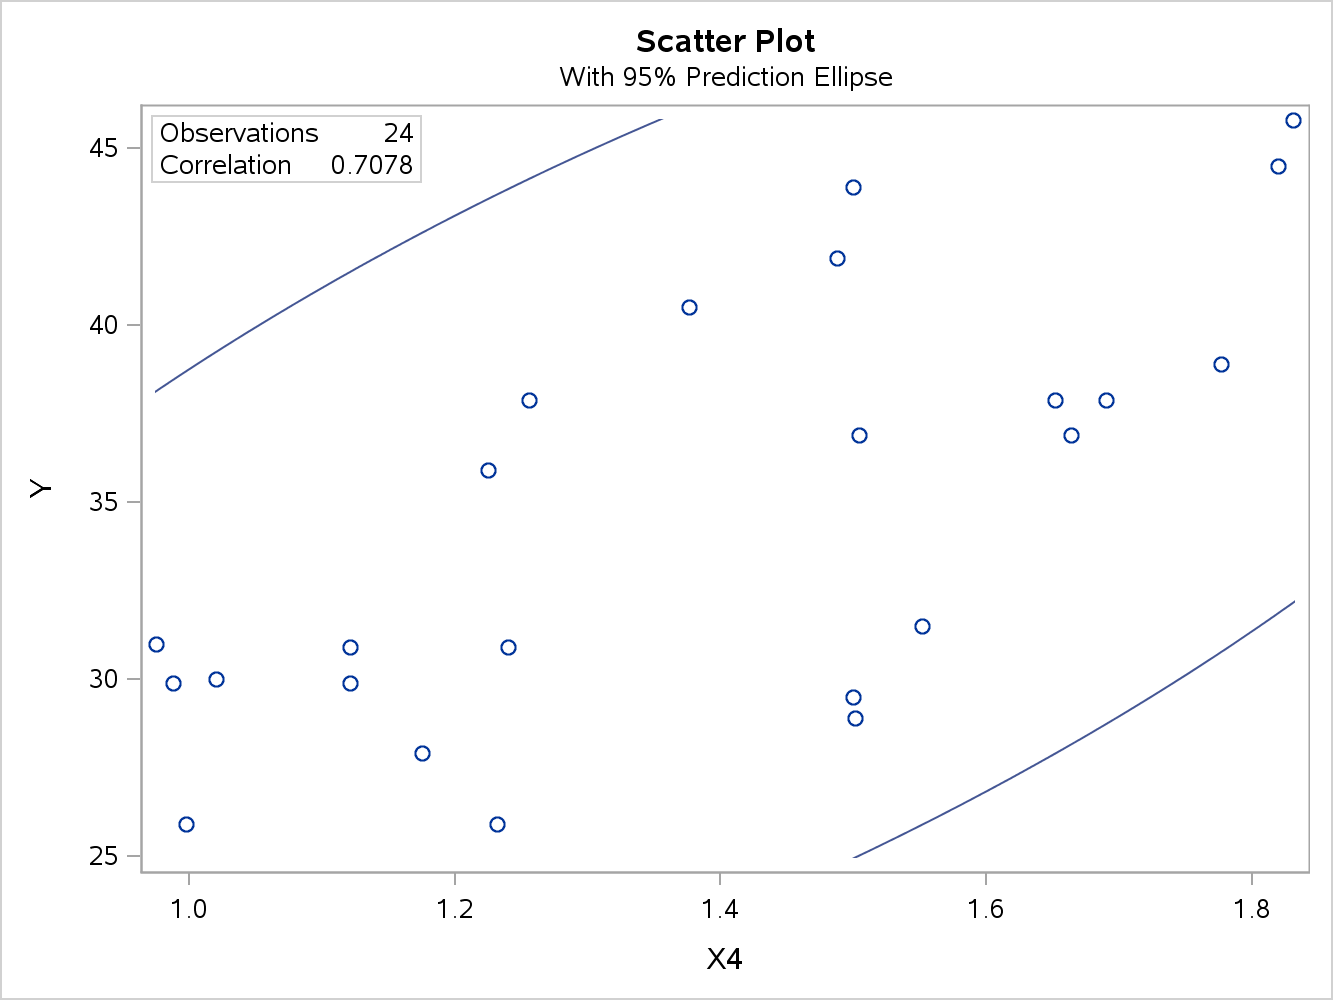 Scatter Plot
With 95% Prediction Ellipse
Observations 24
Correlation 0.7078
45
40
35
30
25
Y
1.0 1.2 1.4 1.6 1.8
X4